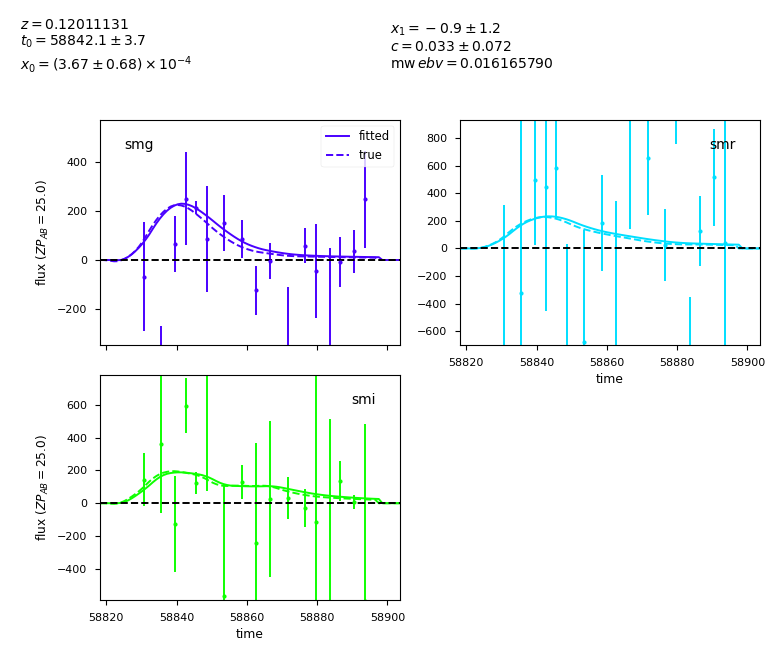 z = 0.12011131
t₀ = 58842.1 ± 3.7
x₀ = (3.67 ± 0.68) × 10⁻⁴
x₁ = −0.9 ± 1.2
c = 0.033 ± 0.072
mw ebv = 0.016165790
smg
fitted
true
400
200
0
−200
flux (ZP_AB = 25.0)
smr
800
600
400
200
0
−200
−400
−600
58820 58840 58860 58880 58900
time
smi
600
400
200
0
−200
−400
flux (ZP_AB = 25.0)
58820 58840 58860 58880 58900
time